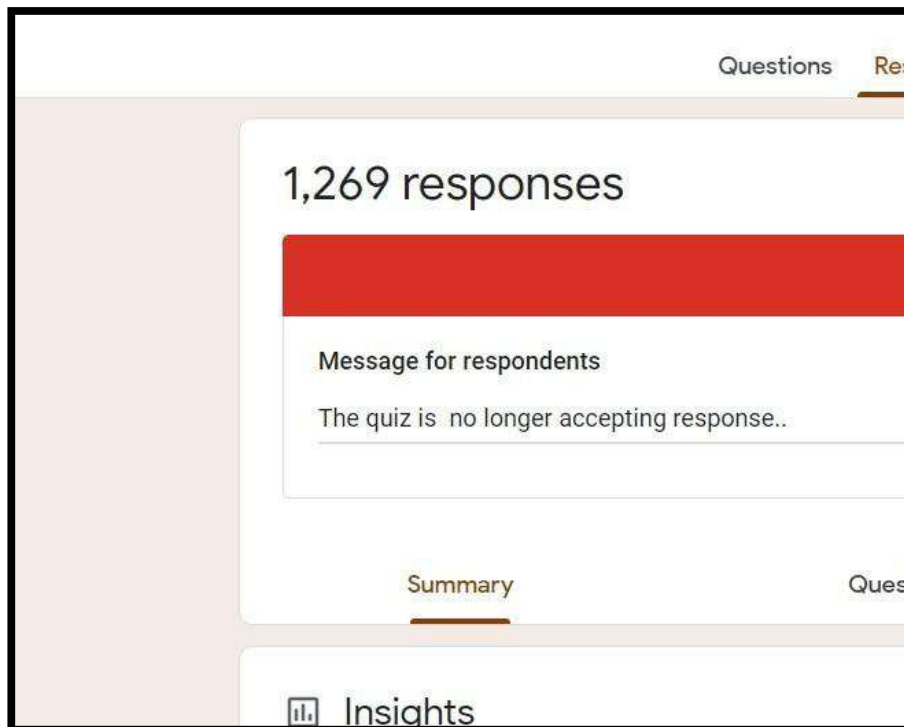 Questions
1,269 responses
Message for respondents
The quiz is  no longer accepting response..
Summary
Insights